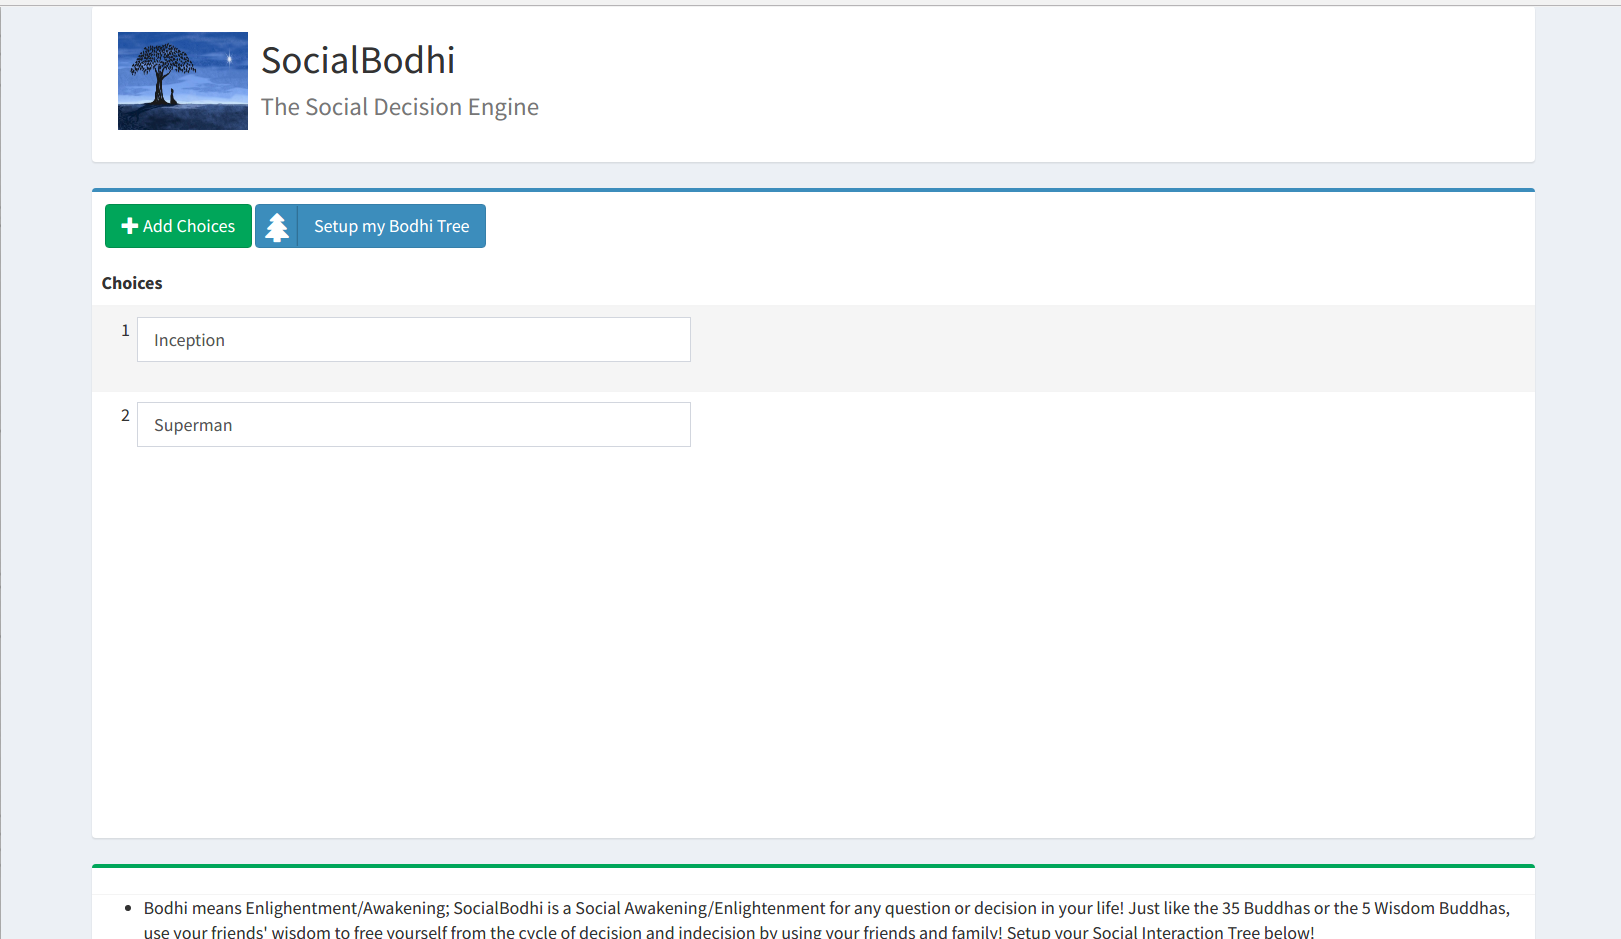 SocialBodhi
The Social Decision Engine
Add Choices
Setup my Bodhi Tree
Choices
1
Inception
2
Superman
Bodhi means Enlighentment/Awakening; SocialBodhi is a Social Awakening/Enlightenment for any question or decision in your life! Just like the 35 Buddhas or the 5 Wisdom Buddhas,
use your friends' wisdom to free yourself from the cycle of decision and indecision by using your friends and family! Setup your Social Interaction Tree below!